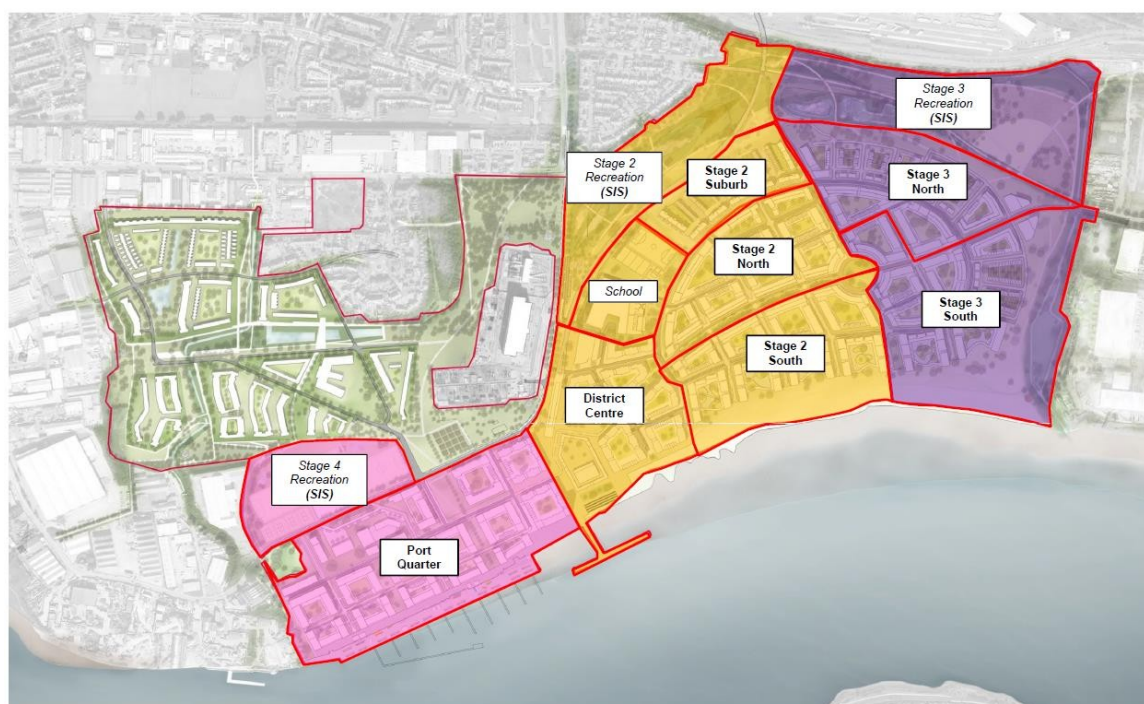 Stage 3
Recreation
(SIS)
Stage 2
Recreation
(SIS)
Stage 2
Suburb
Stage 3
North
Stage 2
North
School
Stage 3
South
Stage 2
South
District
Centre
Stage 4
Recreation
(SIS)
Port
Quarter